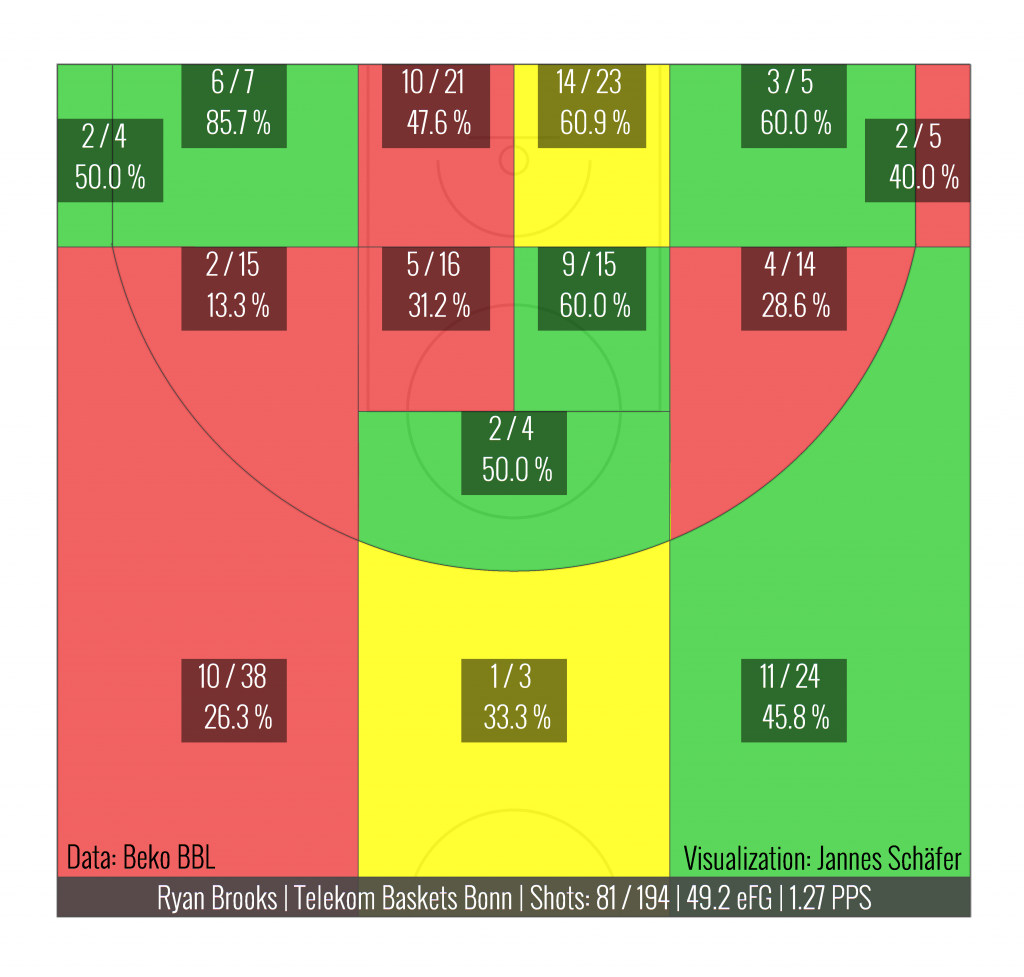 6 / 7
85.7 %
10 / 21
47.6 %
14 / 23
60.9 %
3 / 5
60.0 %
2 / 4
50.0 %
2 / 5
40.0 %
2 / 15
13.3 %
5 / 16
31.2 %
9 / 15
60.0 %
4 / 14
28.6 %
2 / 4
50.0 %
10 / 38
26.3 %
1 / 3
33.3 %
11 / 24
45.8 %
Data: Beko BBL
Visualization: Jannes Schäfer
Ryan Brooks | Telekom Baskets Bonn | Shots: 81 / 194 | 49.2 eFG | 1.27 PPS